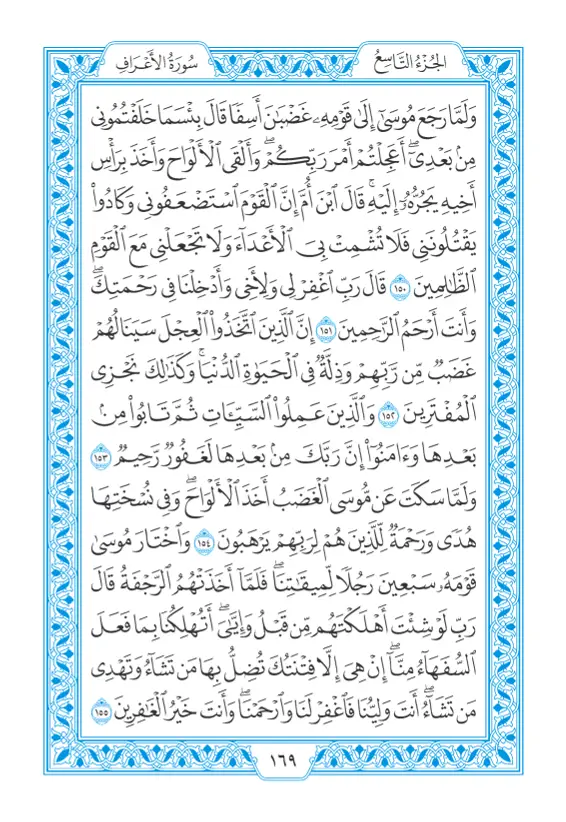 الجُزْءُ التَّاسِعُ
سُورَةُ الأَعْرَافِ
وَلَمَّا رَجَعَ مُوسَىٰٓ إِلَىٰ قَوْمِهِۦ غَضْبَٰنَ أَسِفٗا قَالَ بِئۡسَمَا خَلَفۡتُمُونِي
مِنۢ بَعۡدِيٓۖ أَعَجِلۡتُمۡ أَمۡرَ رَبِّكُمۡۖ وَأَلۡقَى ٱلۡأَلۡوَاحَ وَأَخَذَ بِرَأۡسِ
أَخِيهِ يَجُرُّهُۥٓ إِلَيۡهِۚ قَالَ ٱبۡنَ أُمَّ إِنَّ ٱلۡقَوۡمَ ٱسۡتَضۡعَفُونِي وَكَادُواْ
يَقۡتُلُونَنِي فَلَا تُشۡمِتۡ بِيَ ٱلۡأَعۡدَآءَ وَلَا تَجۡعَلۡنِي مَعَ ٱلۡقَوۡمِ
ٱلظَّٰلِمِينَ ١٥٠ قَالَ رَبِّ ٱغۡفِرۡ لِي وَلِأَخِي وَأَدۡخِلۡنَا فِي رَحۡمَتِكَۖ
وَأَنتَ أَرۡحَمُ ٱلرَّٰحِمِينَ ١٥١ إِنَّ ٱلَّذِينَ ٱتَّخَذُواْ ٱلۡعِجۡلَ سَيَنَالُهُمۡ
غَضَبٞ مِّن رَّبِّهِمۡ وَذِلَّةٞ فِي ٱلۡحَيَوٰةِ ٱلدُّنۡيَاۚ وَكَذَٰلِكَ نَجۡزِي
ٱلۡمُفۡتَرِينَ ١٥٢ وَٱلَّذِينَ عَمِلُواْ ٱلسَّيِّـَٔاتِ ثُمَّ تَابُواْ مِنۢ
بَعۡدِهَا وَءَامَنُوٓاْ إِنَّ رَبَّكَ مِنۢ بَعۡدِهَا لَغَفُورٞ رَّحِيمٞ ١٥٣
وَلَمَّا سَكَتَ عَن مُّوسَى ٱلۡغَضَبُ أَخَذَ ٱلۡأَلۡوَاحَۖ وَفِي نُسۡخَتِهَا
هُدٗى وَرَحۡمَةٞ لِّلَّذِينَ هُمۡ لِرَبِّهِمۡ يَرۡهَبُونَ ١٥٤ وَٱخۡتَارَ مُوسَىٰ
قَوۡمَهُۥ سَبۡعِينَ رَجُلٗا لِّمِيقَٰتِنَاۖ فَلَمَّآ أَخَذَتۡهُمُ ٱلرَّجۡفَةُ قَالَ
رَبِّ لَوۡ شِئۡتَ أَهۡلَكۡتَهُم مِّن قَبۡلُ وَإِيَّٰيَۖ أَتُهۡلِكُنَا بِمَا فَعَلَ
ٱلسُّفَهَآءُ مِنَّآۖ إِنۡ هِيَ إِلَّا فِتۡنَتُكَ تُضِلُّ بِهَا مَن تَشَآءُ وَتَهۡدِي
مَن تَشَآءُۖ أَنتَ وَلِيُّنَا فَٱغۡفِرۡ لَنَا وَٱرۡحَمۡنَاۖ وَأَنتَ خَيۡرُ ٱلۡغَٰفِرِينَ ١٥٥
١٦٩